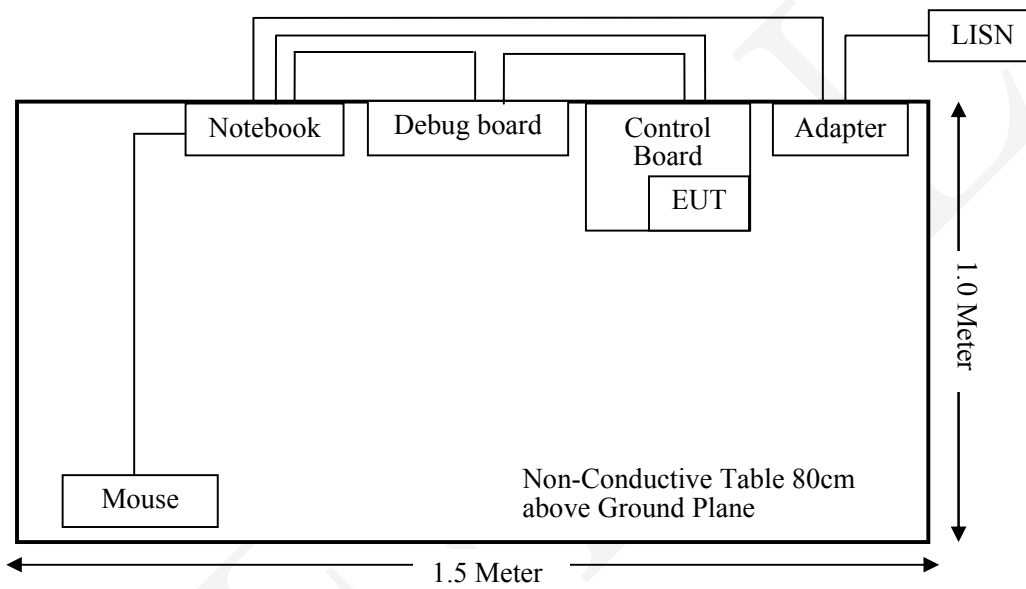 LISN
Notebook
Debug board
Control
Board
Adapter
EUT
1.0 Meter
Mouse
Non-Conductive Table 80cm
above Ground Plane
1.5 Meter